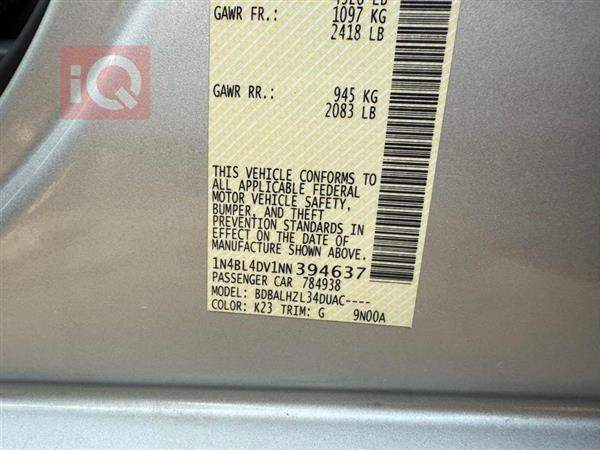 iQ
GAWR FR.: 1097 KG
2418 LB
GAWR RR.: 945 KG
2083 LB
THIS VEHICLE CONFORMS TO
ALL APPLICABLE FEDERAL
MOTOR VEHICLE SAFETY,
BUMPER, AND THEFT
PREVENTION STANDARDS IN
EFFECT ON THE DATE OF
MANUFACTURE SHOWN ABOVE.
1N4BL4DV1NN394637
PASSENGER CAR 784938
MODEL: BDBALHZL34DUAC----
COLOR: K23 TRIM: G 9N00A